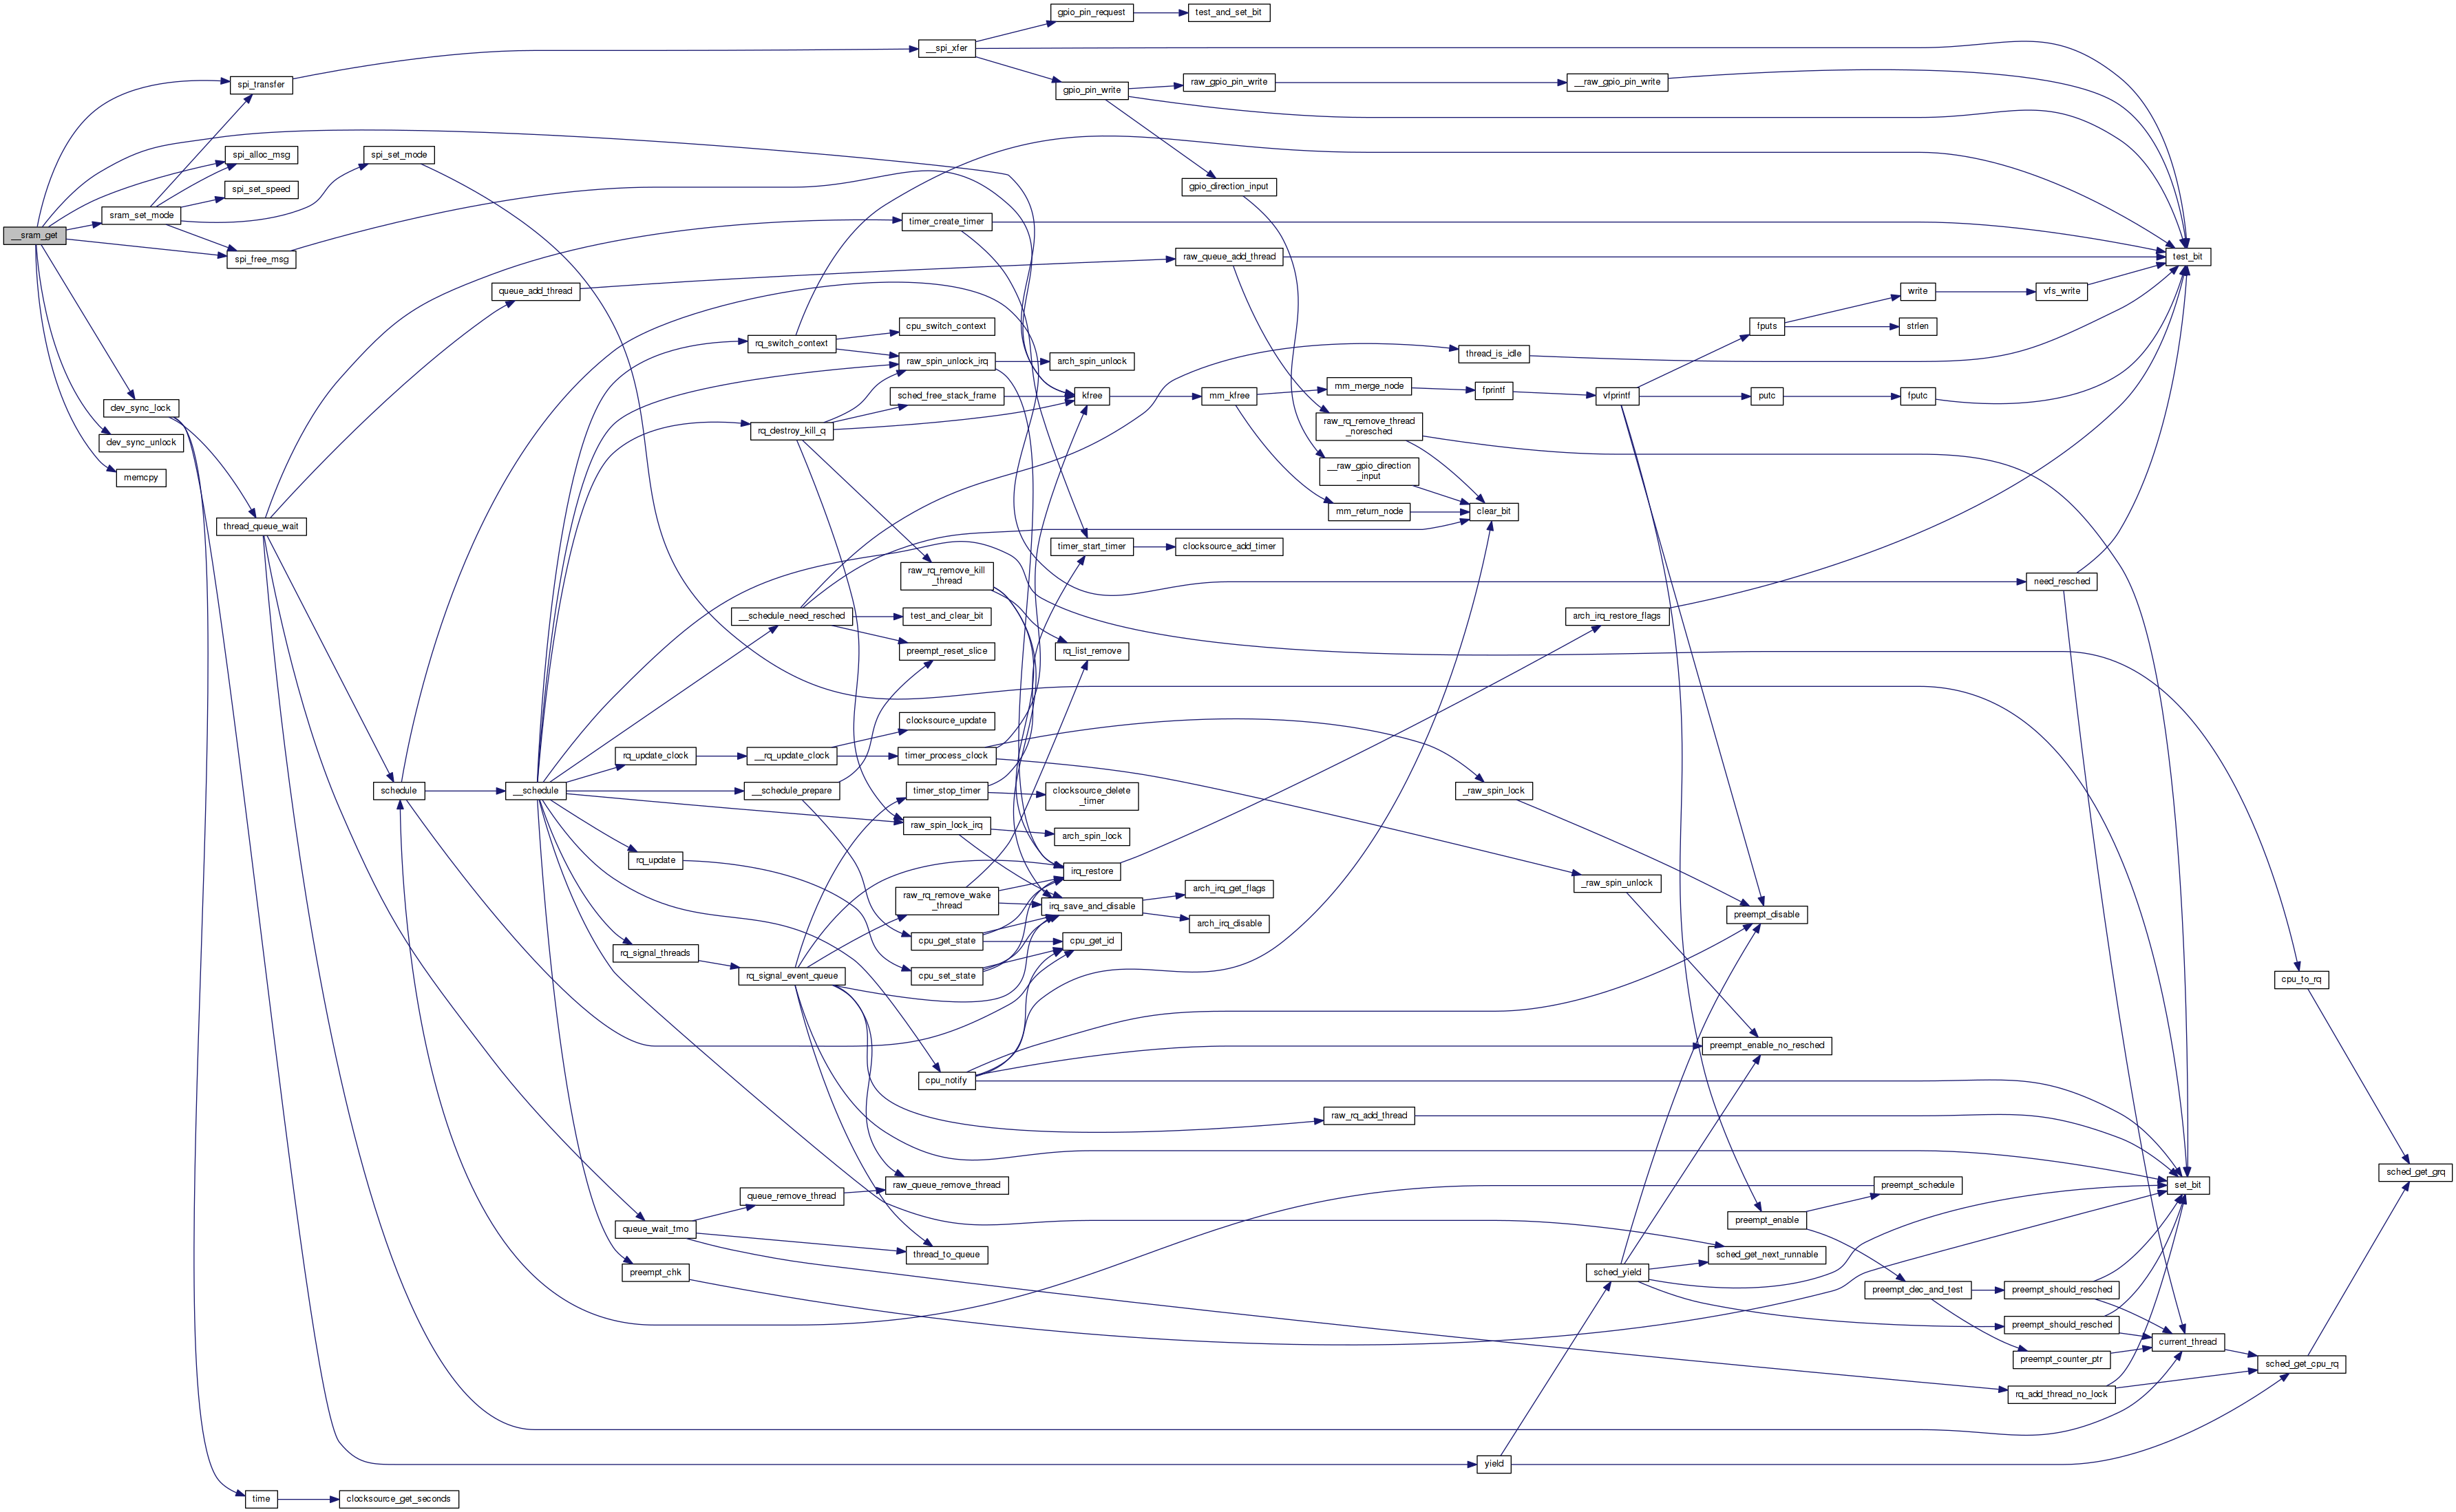 gpio_pin_request
test_and_set_bit
__spi_xfer
spi_transfer
gpio_pin_write
raw_gpio_pin_write
__raw_gpio_pin_write
spi_alloc_msg
spi_set_mode
spi_set_speed
gpio_direction_input
sram_set_mode
timer_create_timer
__sram_get
spi_free_msg
raw_queue_add_thread
test_bit
queue_add_thread
write
vfs_write
cpu_switch_context
fputs
strlen
rq_switch_context
raw_spin_unlock_irq
arch_spin_unlock
thread_is_idle
sched_free_stack_frame
kfree
mm_kfree
mm_merge_node
fprintf
vfprintf
putc
fputc
dev_sync_lock
rq_destroy_kill_q
raw_rq_remove_thread
_noresched
dev_sync_unlock
memcpy
__raw_gpio_direction
_input
thread_queue_wait
mm_return_node
clear_bit
timer_start_timer
clocksource_add_timer
raw_rq_remove_kill
_thread
need_resched
__schedule_need_resched
test_and_clear_bit
arch_irq_restore_flags
preempt_reset_slice
rq_list_remove
clocksource_update
rq_update_clock
__rq_update_clock
timer_process_clock
schedule
__schedule
__schedule_prepare
timer_stop_timer
clocksource_delete
_timer
_raw_spin_lock
raw_spin_lock_irq
arch_spin_lock
rq_update
irq_restore
_raw_spin_unlock
raw_rq_remove_wake
_thread
irq_save_and_disable
arch_irq_get_flags
arch_irq_disable
preempt_disable
cpu_get_state
cpu_get_id
rq_signal_threads
rq_signal_event_queue
cpu_set_state
cpu_to_rq
preempt_enable_no_resched
cpu_notify
raw_rq_add_thread
sched_get_grq
queue_remove_thread
raw_queue_remove_thread
preempt_schedule
set_bit
queue_wait_tmo
preempt_enable
thread_to_queue
sched_get_next_runnable
preempt_chk
sched_yield
preempt_dec_and_test
preempt_should_resched
preempt_should_resched
current_thread
preempt_counter_ptr
sched_get_cpu_rq
rq_add_thread_no_lock
yield
time
clocksource_get_seconds